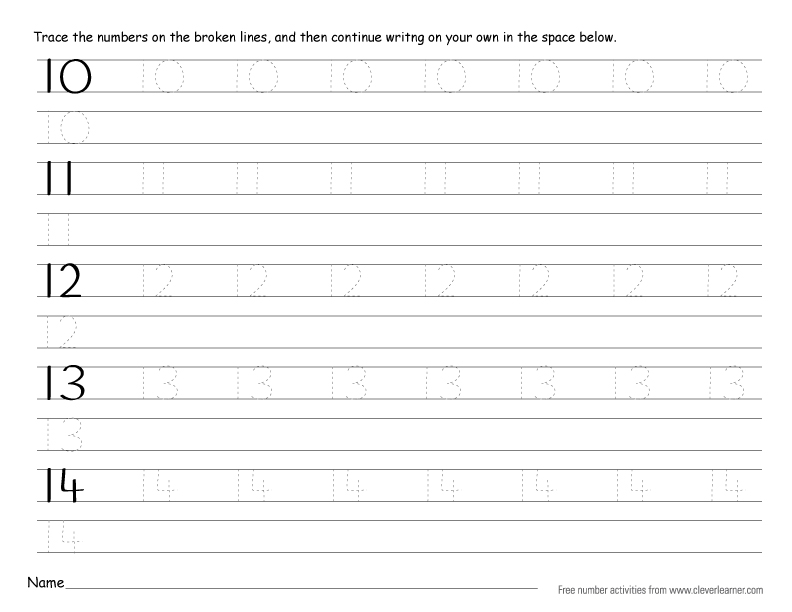 Trace the numbers on the broken lines, and then continue writng on your own in the space below.
10 10 10 10 10 10 10 10
10
11 11 11 11 11 11 11 11
11
12 12 12 12 12 12 12 12
12
13 13 13 13 13 13 13 13
13
14 14 14 14 14 14 14 14
14
Name
Free number activities from www.cleverlearner.com